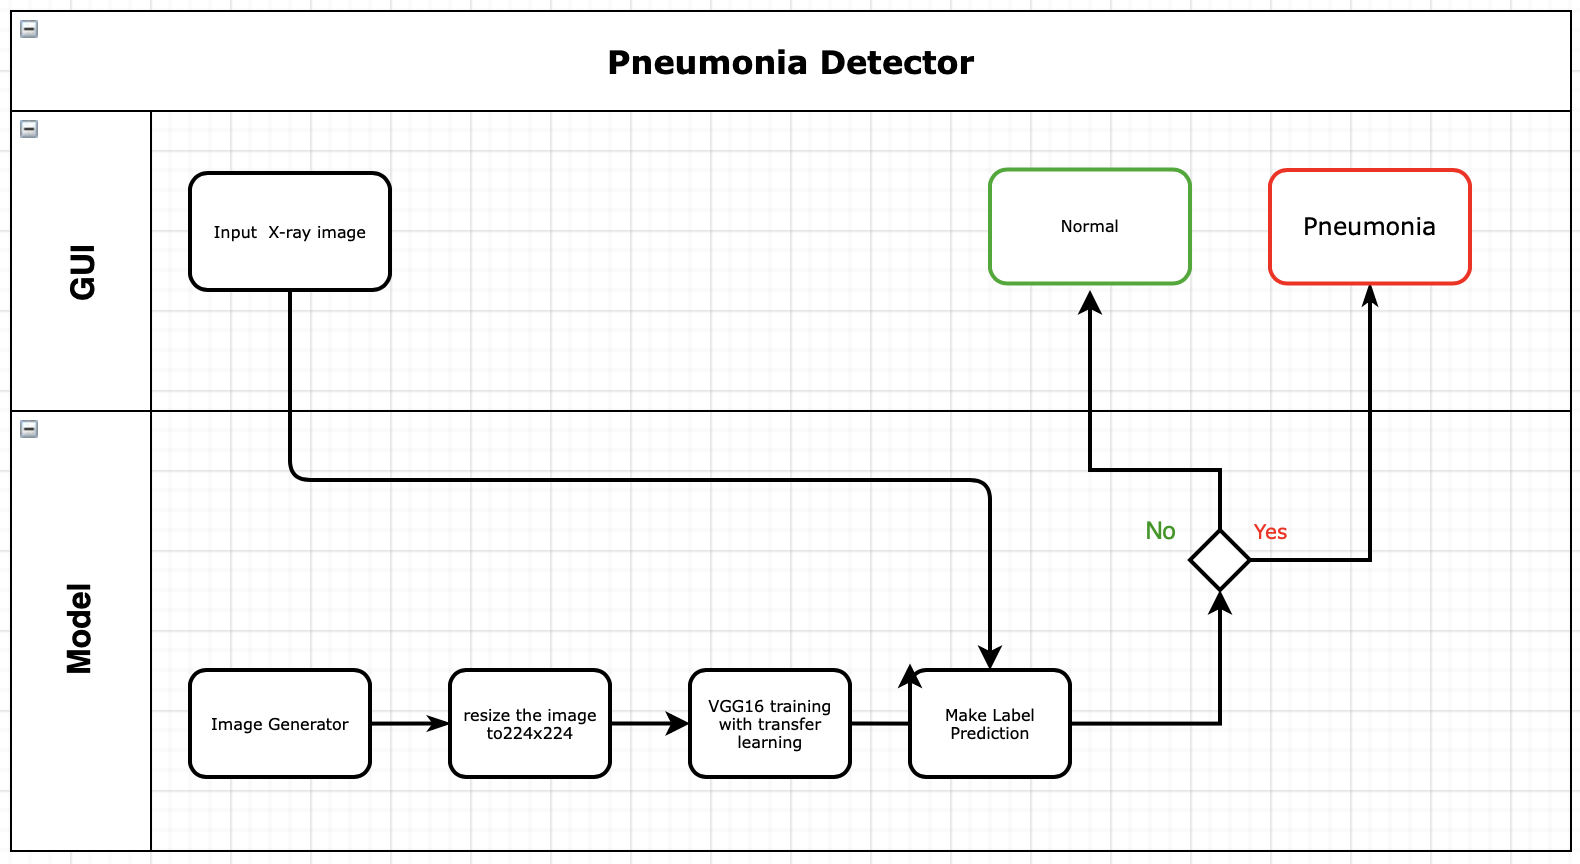 Pneumonia Detector
GUI
Input  X-ray image
Normal
Pneumonia
Model
No
Yes
Image Generator
resize the image
to224x224
VGG16 training
with transfer
learning
Make Label
Prediction